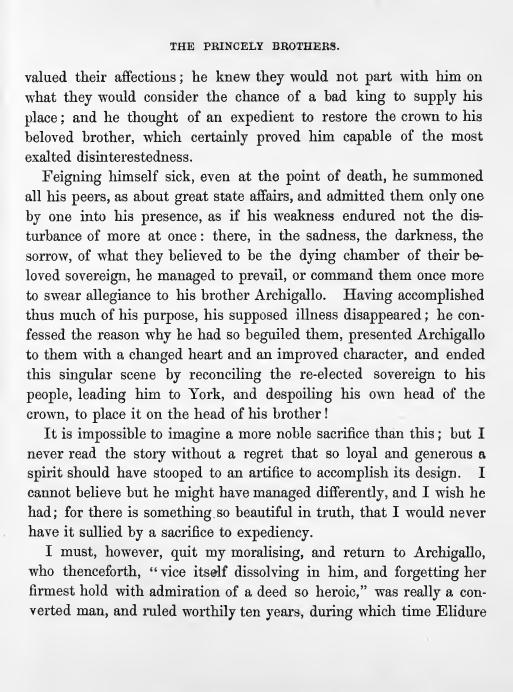 THE PRINCELY BROTHERS.
valued their affections; he knew they would not part with him on
what they would consider the chance of a bad king to supply his
place; and he thought of an expedient to restore the crown to his
beloved brother, which certainly proved him capable of the most
exalted disinterestedness.
Feigning himself sick, even at the point of death, he summoned
all his peers, as about great state affairs, and admitted them only one
by one into his presence, as if his weakness endured not the dis-
turbance of more at once: there, in the sadness, the darkness, the
sorrow, of what they believed to be the dying chamber of their be-
loved sovereign, he managed to prevail, or command them once more
to swear allegiance to his brother Archigallo. Having accomplished
thus much of his purpose, his supposed illness disappeared; he con-
fessed the reason why he had so beguiled them, presented Archigallo
to them with a changed heart and an improved character, and ended
this singular scene by reconciling the re-elected sovereign to his
people, leading him to York, and despoiling his own head of the
crown, to place it on the head of his brother!
It is impossible to imagine a more noble sacrifice than this; but I
never read the story without a regret that so loyal and generous a
spirit should have stooped to an artifice to accomplish its design. I
cannot believe but he might have managed differently, and I wish he
had; for there is something so beautiful in truth, that I would never
have it sullied by a sacrifice to expediency.
I must, however, quit my moralising, and return to Archigallo,
who thenceforth, “vice itself dissolving in him, and forgetting her
firmest hold with admiration of a deed so heroic,” was really a con-
verted man, and ruled worthily ten years, during which time Elidure